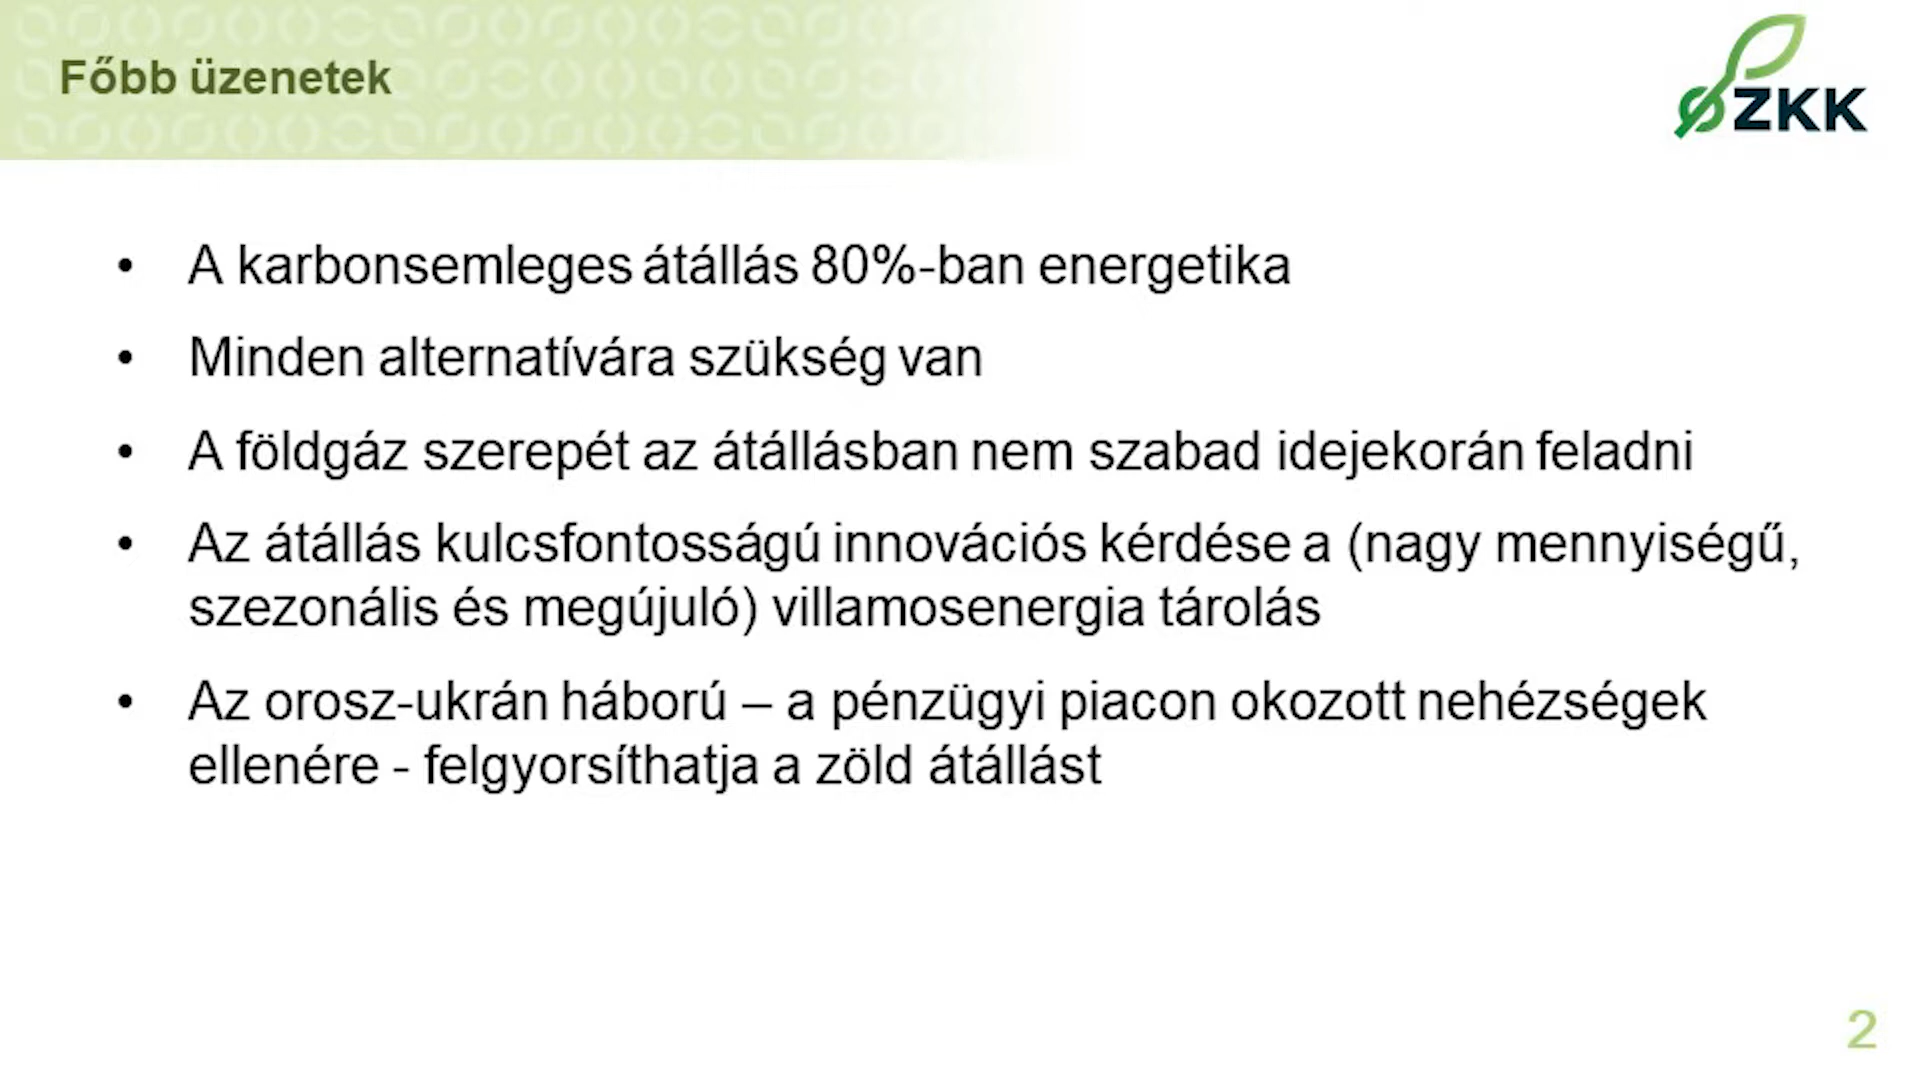 Főbb üzenetek
ZKK
• A karbonsemleges átállás 80%-ban energetika
• Minden alternatívára szükség van
• A földgáz szerepét az átállásban nem szabad idejekorán feladni
• Az átállás kulcsfontosságú innovációs kérdése a (nagy mennyiségű,
szezonális és megújuló) villamosenergia tárolás
• Az orosz-ukrán háború – a pénzügyi piacon okozott nehézségek
ellenére - felgyorsíthatja a zöld átállást
2